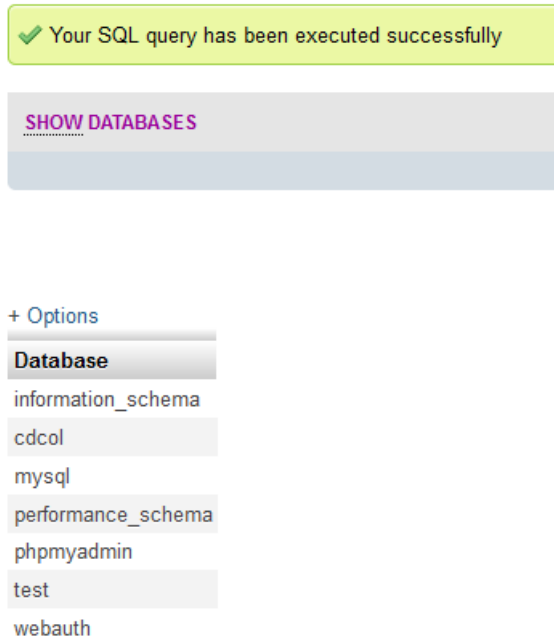 Your SQL query has been executed successfully
SHOW DATABASES
+ Options
Database
information_schema
cdcol
mysql
performance_schema
phpmyadmin
test
webauth